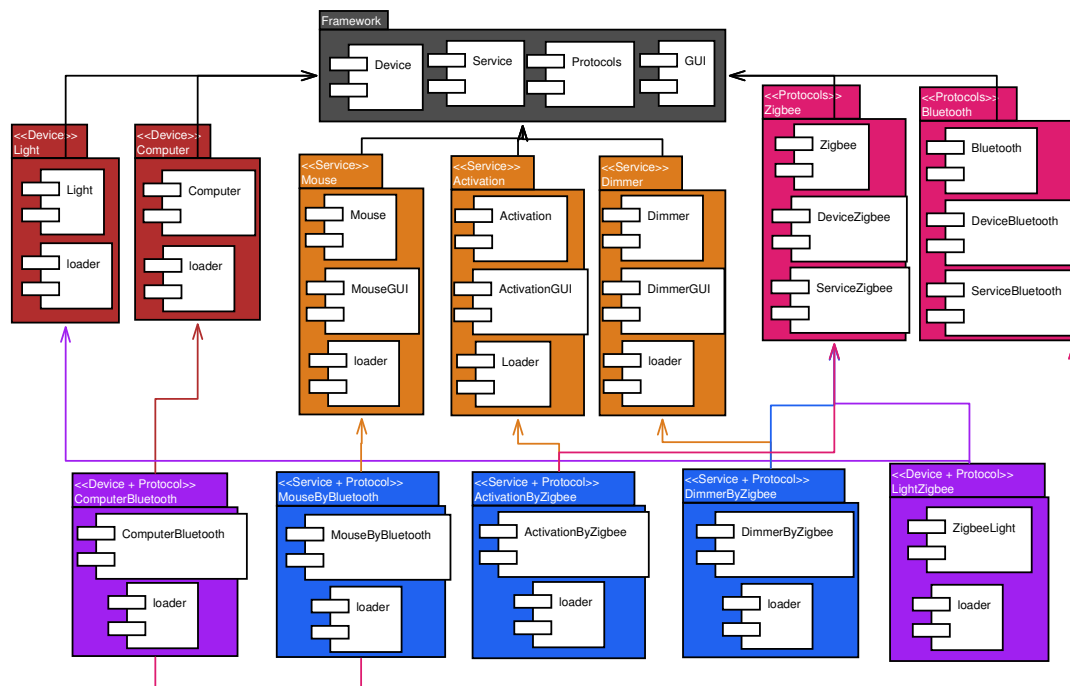 Framework
Device
Service
Protocols
GUI
<<Device>>
Light
Light
loader
<<Device>>
Computer
Computer
loader
<<Service>>
Mouse
Mouse
MouseGUI
loader
<<Service>>
Activation
Activation
ActivationGUI
Loader
<<Service>>
Dimmer
Dimmer
DimmerGUI
loader
<<Protocols>>
Zigbee
Zigbee
DeviceZigbee
ServiceZigbee
<<Protocols>>
Bluetooth
Bluetooth
DeviceBluetooth
ServiceBluetooth
<<Device + Protocol>>
ComputerBluetooth
ComputerBluetooth
loader
<<Service + Protocol>>
MouseByBluetooth
MouseByBluetooth
loader
<<Service + Protocol>>
ActivationByZigbee
ActivationByZigbee
loader
<<Service + Protocol>>
DimmerByZigbee
DimmerByZigbee
loader
<<Device + Protocol>>
LightZigbee
ZigbeeLight
loader